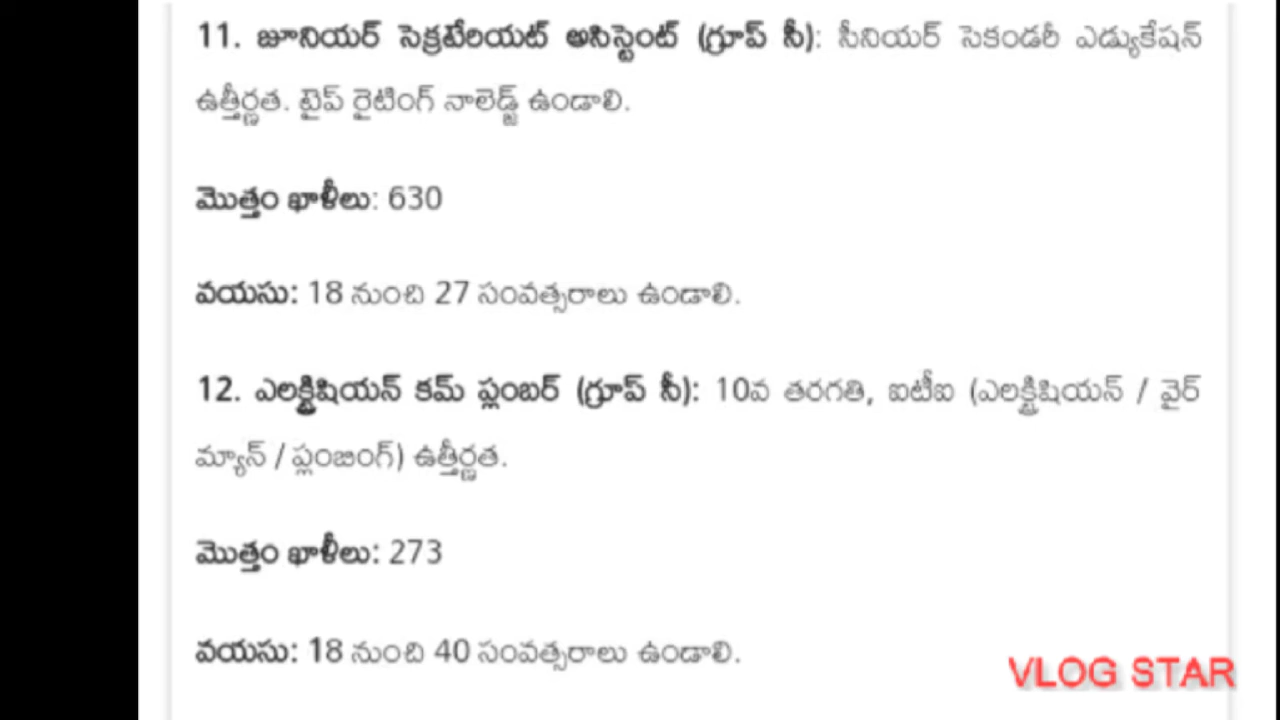 11. జూనియర్ సెక్రటేరియట్ అసిస్టెంట్ (గ్రూప్ సీ): సీనియర్ సెకండరీ ఎడ్యుకేషన్
ఉత్తీర్ణత. టైప్ రైటింగ్ నాలెడ్జ్ ఉండాలి.
మొత్తం ఖాళీలు: 630
వయసు: 18 నుంచి 27 సంవత్సరాలు ఉండాలి.
12. ఎలక్ట్రిషియన్ కమ్ ప్లంబర్ (గ్రూప్ సీ): 10వ తరగతి, ఐటీఐ (ఎలక్ట్రిషియన్ / వైర్
మ్యాన్ / ప్లంబింగ్) ఉత్తీర్ణత.
మొత్తం ఖాళీలు: 273
వయసు: 18 నుంచి 40 సంవత్సరాలు ఉండాలి.
VLOG STAR